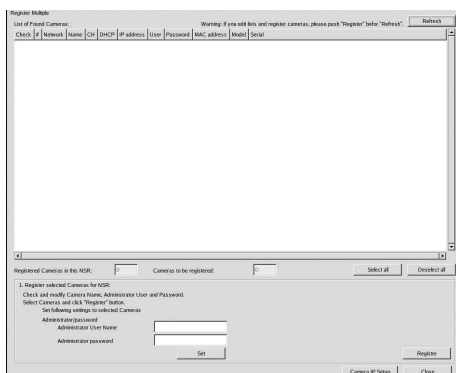 Register Multiple
List of Found Cameras:
Warning: If you edit lists and register cameras, please push "Register" befor "Refresh".
Refresh
Check # Network Name CH DHCP IP address User Password MAC address Model Serial
Registered Cameras in this NSR: 0 Cameras to be registered: 0 Select all Deselect all
1. Register selected Cameras for NSR
Check and modify Camera Name, Administrator User and Password.
Select Cameras and click "Register" button.
Set following settings to selected Cameras
Administrator/password
Administrator User Name
Administrator password
Set Register
Camera IP Setup Close